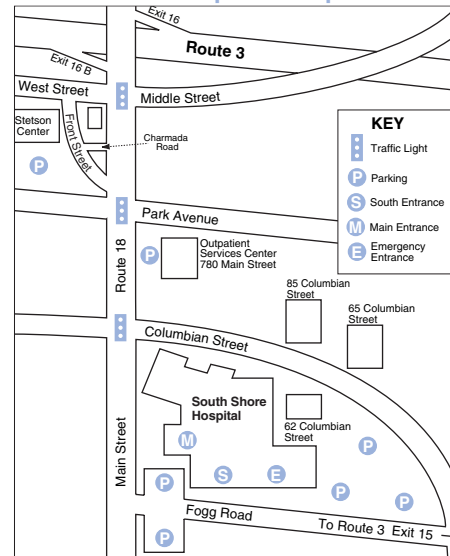 Exit 16
Route 3
Exit 16 B
West Street
Middle Street
Stetson
Center
Front Street
Charmada
Road
KEY
Traffic Light
P
Parking
S
South Entrance
M
Main Entrance
E
Emergency
Entrance
P
Park Avenue
Route 18
P
Outpatient
Services Center
780 Main Street
85 Columbian
Street
65 Columbian
Street
Columbian Street
South Shore
Hospital
62 Columbian
Street
Main Street
M
S
E
P
P
P
P
P
Fogg Road
To Route 3 Exit 15